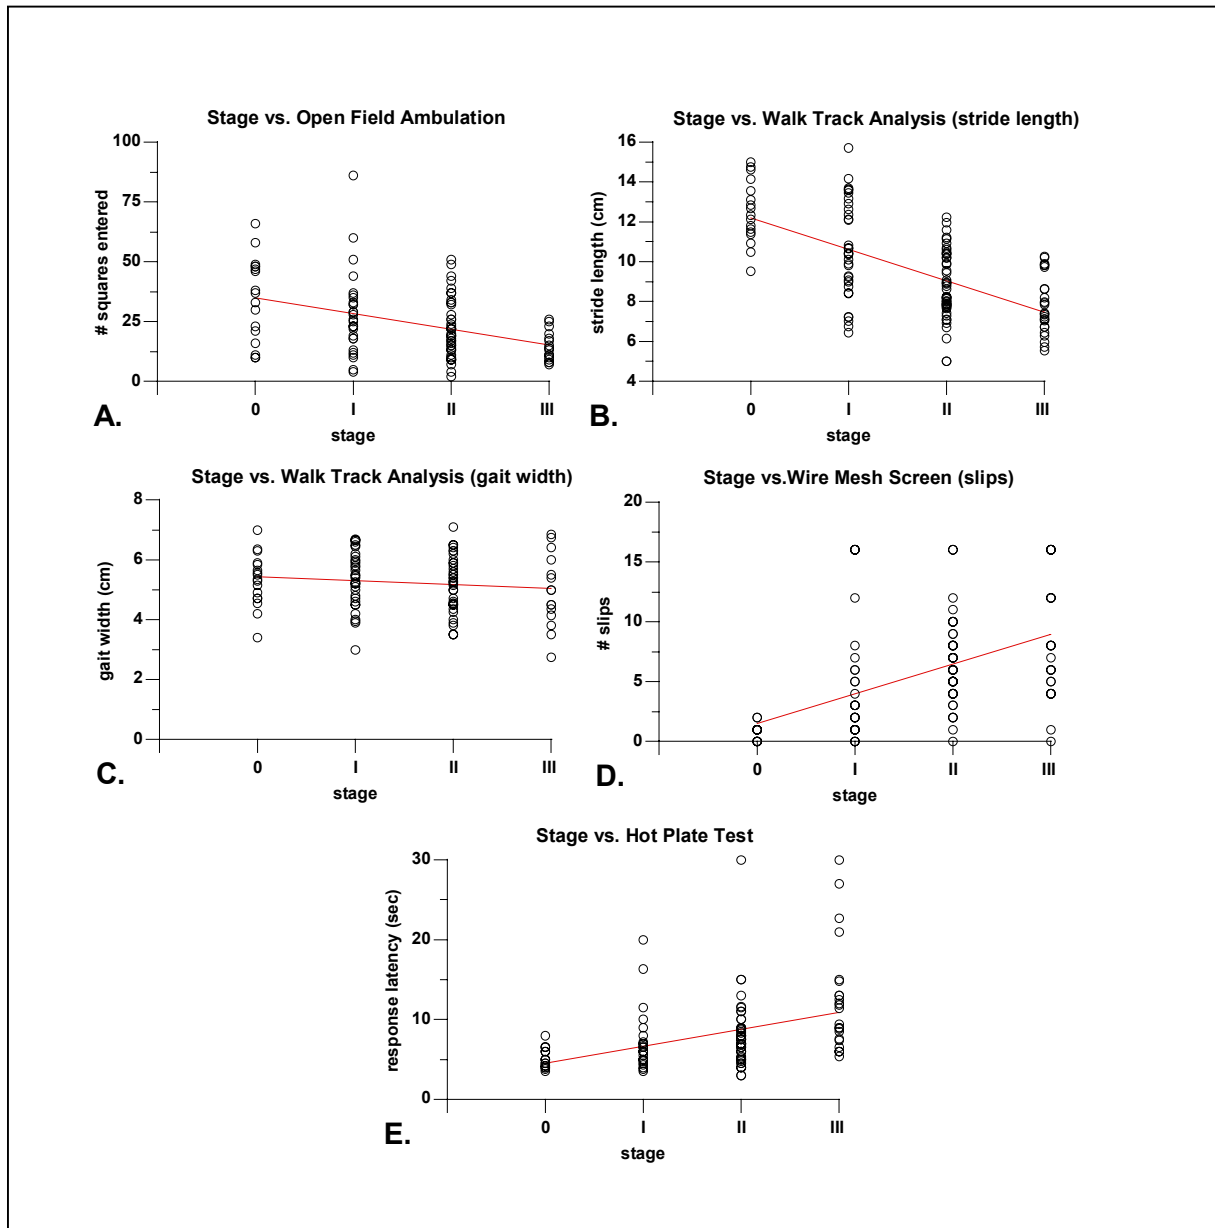 Stage vs. Open Field Ambulation
100
75
50
25
0
# squares entered
0 I II III
stage
A.
Stage vs. Walk Track Analysis (stride length)
16
14
12
10
8
6
4
stride length (cm)
0 I II III
stage
B.
Stage vs. Walk Track Analysis (gait width)
8
6
4
2
0
gait width (cm)
0 I II III
stage
C.
Stage vs.Wire Mesh Screen (slips)
20
15
10
5
0
# slips
0 I II III
stage
D.
Stage vs. Hot Plate Test
30
20
10
0
response latency (sec)
0 I II III
stage
E.